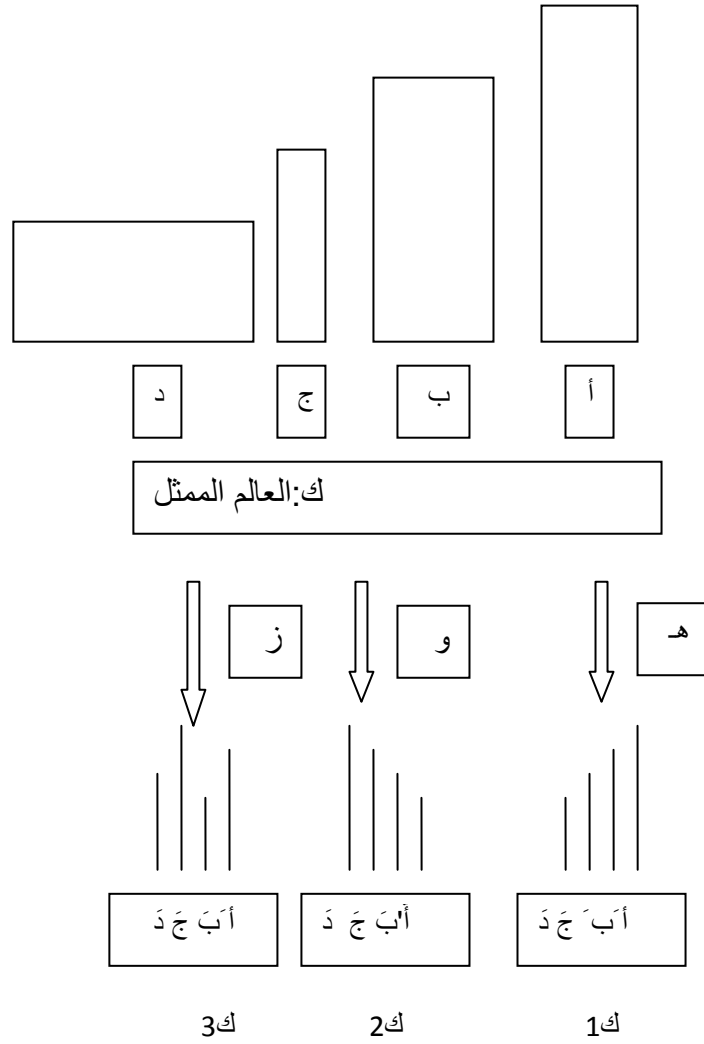 أ ب ج د
ك:العالم الممثل
هـ و ز
أ َب َ ج َ د َ
أ'ب َ ج َ د َ
أ َب َ ج َ د َ
ك1 ك2 ك3